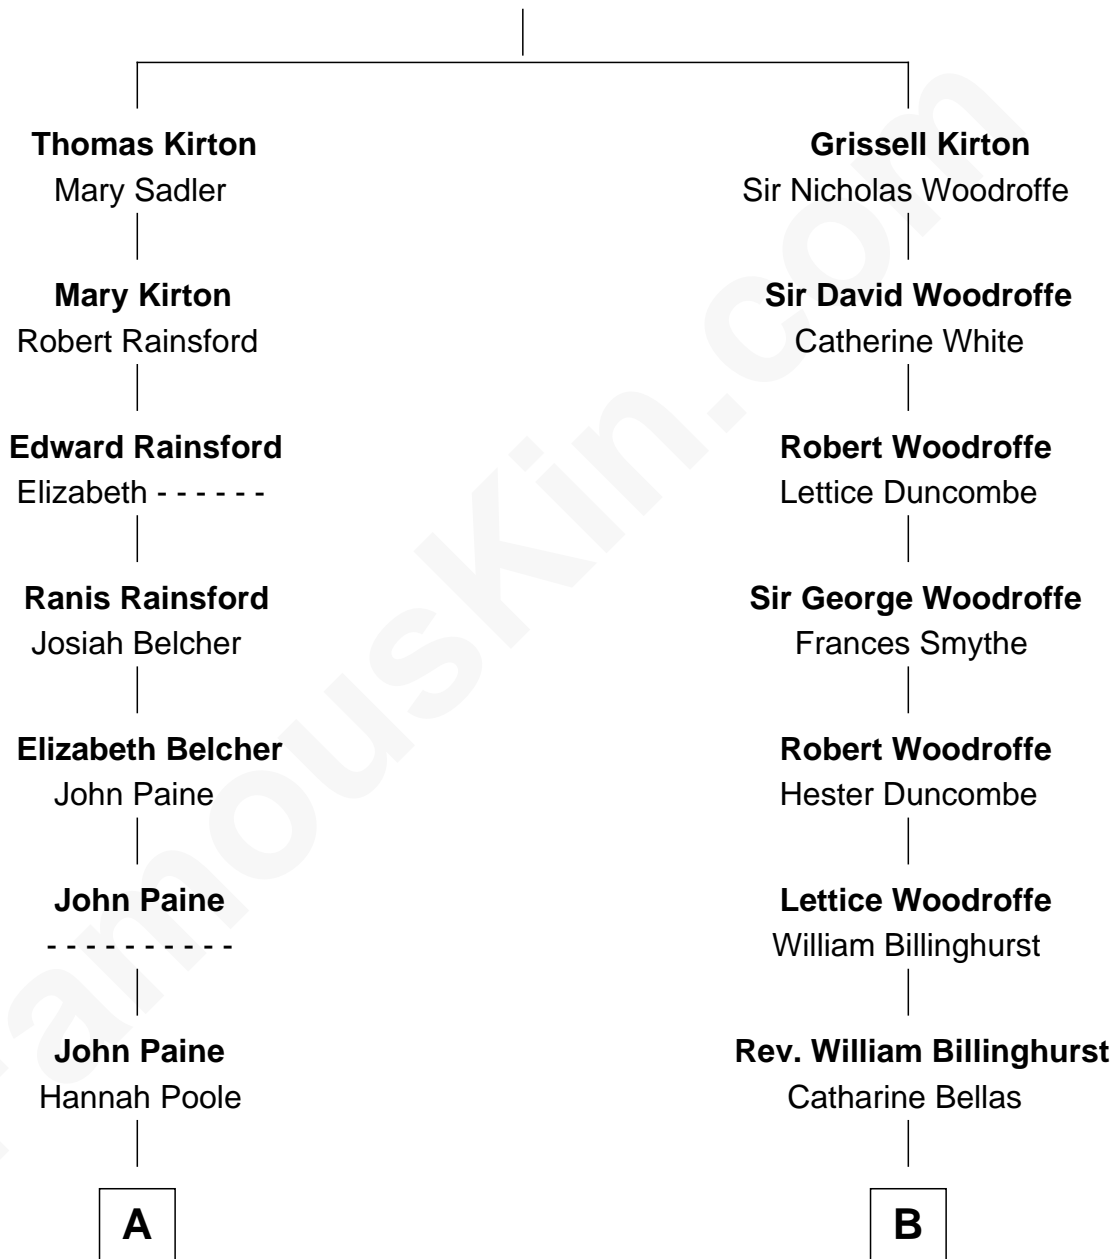 Thomas Kirton
Mary Sadler
Mary Kirton
Robert Rainsford
Edward Rainsford
Elizabeth - - - - - -
Ranis Rainsford
Josiah Belcher
Elizabeth Belcher
John Paine
John Paine
- - - - - - - - - -
John Paine
Hannah Poole
A
Grissell Kirton
Sir Nicholas Woodroffe
Sir David Woodroffe
Catherine White
Robert Woodroffe
Lettice Duncombe
Sir George Woodroffe
Frances Smythe
Robert Woodroffe
Hester Duncombe
Lettice Woodroffe
William Billinghurst
Rev. William Billinghurst
Catharine Bellas
B
FamousKin.com